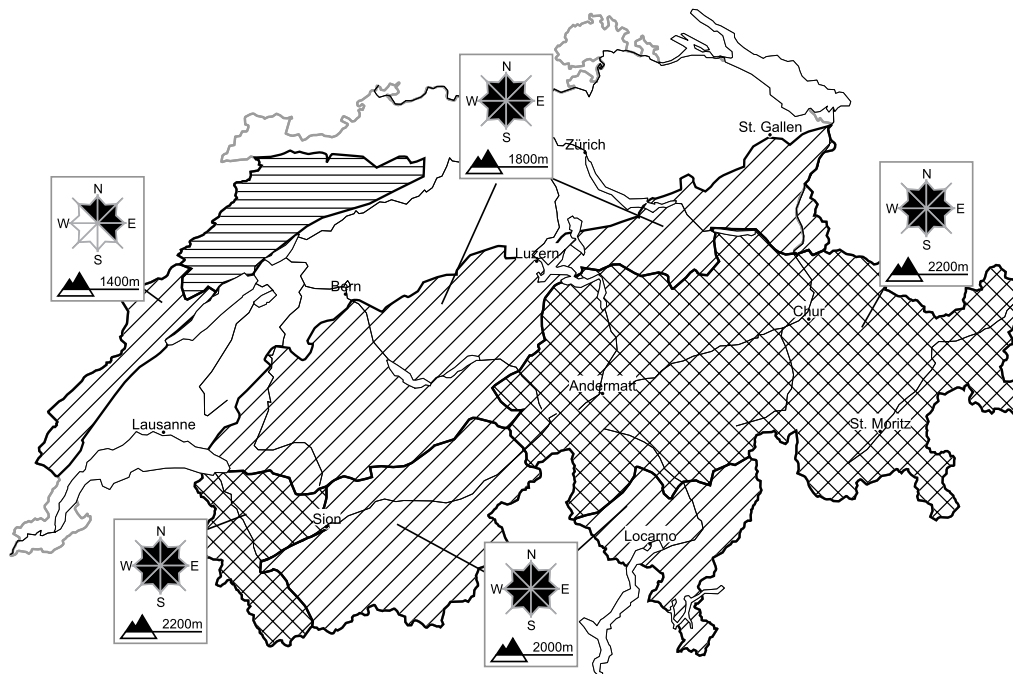 N
W E
S
1800m
St. Gallen
Zürich
N
W E
S
2200m
N
W E
S
1400m
Luzern
Bern
Chur
Andermatt
Lausanne
St. Moritz
Sion
Locarno
N
W E
S
2200m
N
W E
S
2000m